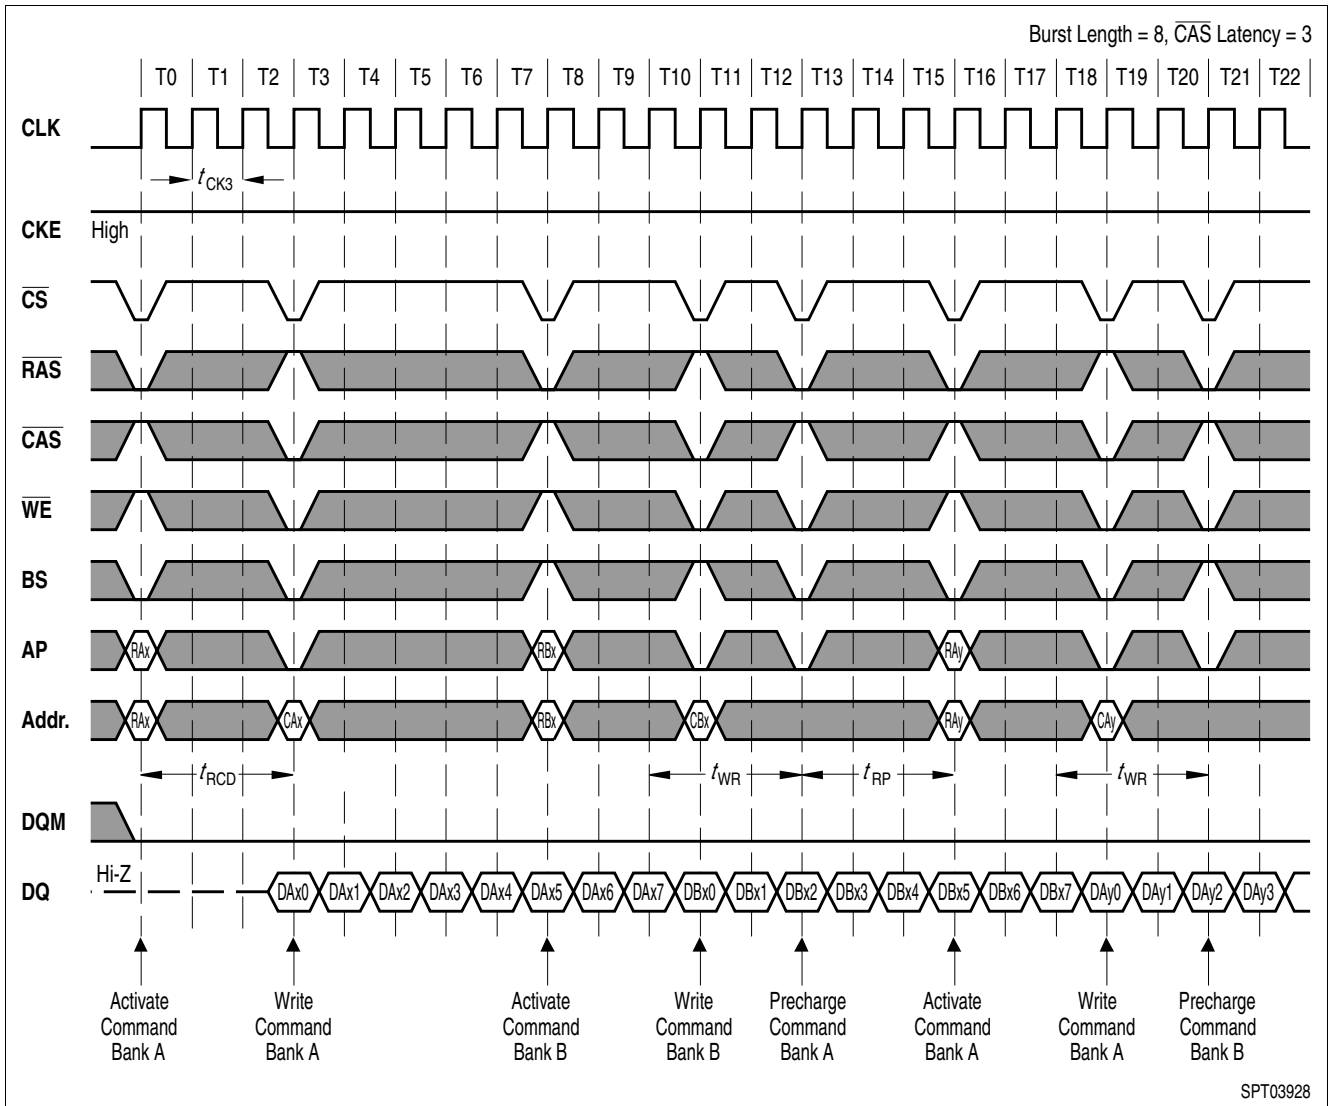 Burst Length = 8, CAS Latency = 3
T0 T1 T2 T3 T4 T5 T6 T7 T8 T9 T10 T11 T12 T13 T14 T15 T16 T17 T18 T19 T20 T21 T22
CLK
tCK3
CKE High
CS
RAS
CAS
WE
BS
AP RAx RBx RAy
Addr. RAx CAx RBx CBx RAy CAy
tRCD tWR tRP tWR
DQM
Hi-Z
DQ DAx0 DAx1 DAx2 DAx3 DAx4 DAx5 DAx6 DAx7 DBx0 DBx1 DBx2 DBx3 DBx4 DBx5 DBx6 DBx7 DAy0 DAy1 DAy2 DAy3
Activate Command Bank A
Write Command Bank A
Activate Command Bank B
Write Command Bank B
Precharge Command Bank A
Activate Command Bank A
Write Command Bank A
Precharge Command Bank B
SPT03928